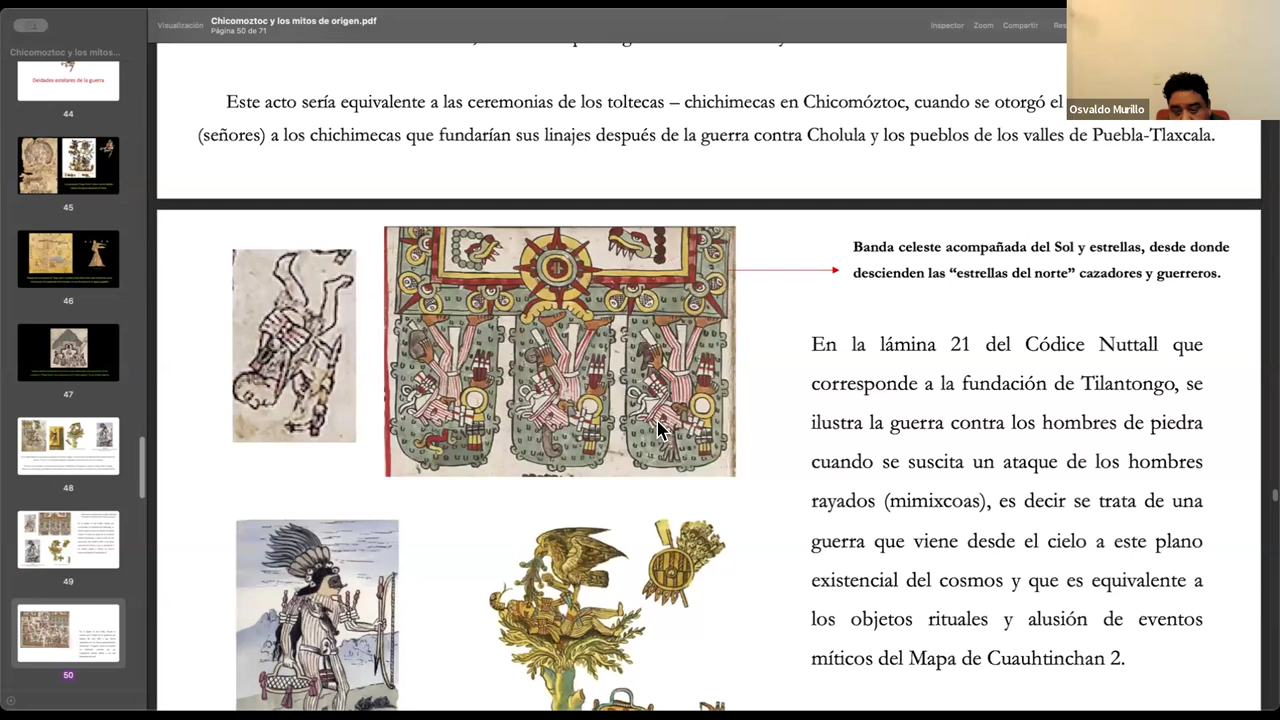 Visualización
Chicomoztoc y los mitos de origen.pdf
Página 50 de 71
Inspector
Zoom
Compartir
Osvaldo Murillo
Chicomoztoc y los mitos...
Deidades estelares de la guerra
44
45
46
47
48
49
50
Este acto sería equivalente a las ceremonias de los toltecas – chichimecas en Chicomóztoc, cuando se otorgó el
(señores) a los chichimecas que fundarían sus linajes después de la guerra contra Cholula y los pueblos de los valles de Puebla-Tlaxcala.
Banda celeste acompañada del Sol y estrellas, desde donde
descienden las “estrellas del norte” cazadores y guerreros.
En la lámina 21 del Códice Nuttall que
corresponde a la fundación de Tilantongo, se
ilustra la guerra contra los hombres de piedra
cuando se suscita un ataque de los hombres
rayados (mimixcoas), es decir se trata de una
guerra que viene desde el cielo a este plano
existencial del cosmos y que es equivalente a
los objetos rituales y alusión de eventos
míticos del Mapa de Cuauhtinchan 2.